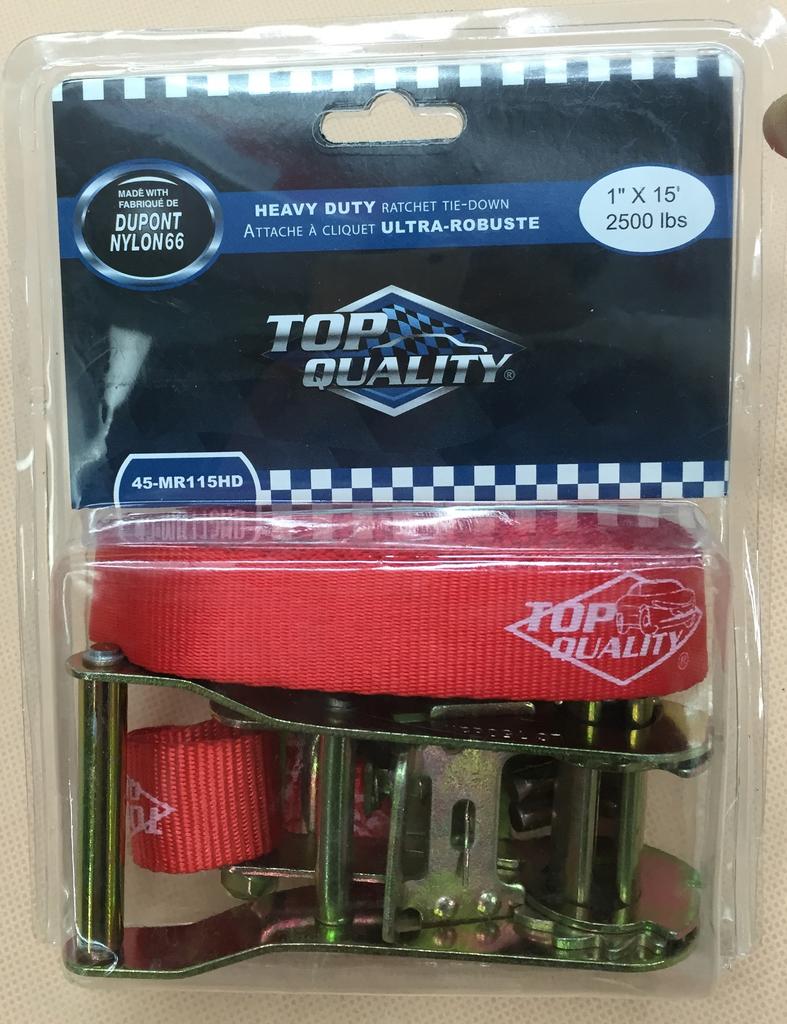 MADE WITH
FABRIQUÉ DE
DUPONT
NYLON66
HEAVY DUTY RATCHET TIE-DOWN
ATTACHE À CLIQUET ULTRA-ROBUSTE
1" X 15'
2500 lbs
TOP
QUALITY®
45-MR115HD
TOP
QUALITY®
TOP